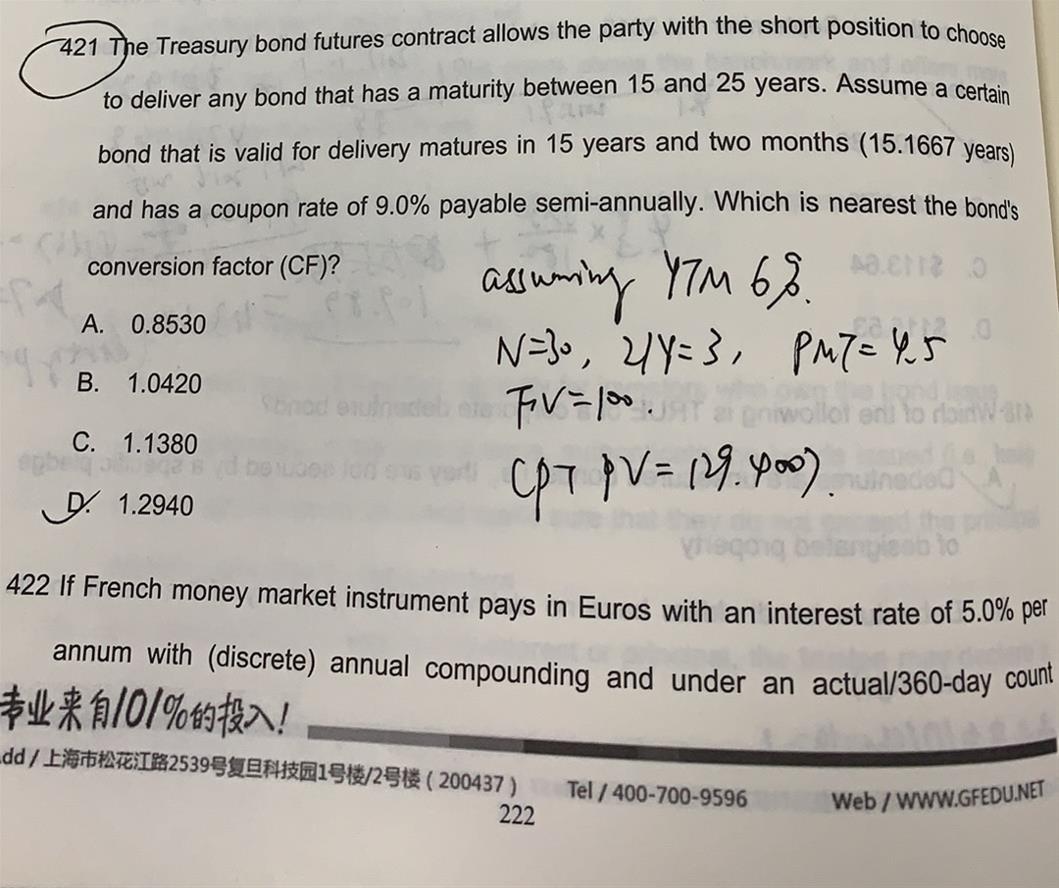 421 The Treasury bond futures contract allows the party with the short position to choose
to deliver any bond that has a maturity between 15 and 25 years. Assume a certain
bond that is valid for delivery matures in 15 years and two months (15.1667 years)
and has a coupon rate of 9.0% payable semi-annually. Which is nearest the bond's
conversion factor (CF)?
assuming YTM 6%.
A. 0.8530
N=30, I/Y=3, PMT=4.5
B. 1.0420
FV=100.
C. 1.1380
CPT PV=129.400).
D. 1.2940
422 If French money market instrument pays in Euros with an interest rate of 5.0% per
annum with (discrete) annual compounding and under an actual/360-day count
专业来自101%的投入!
dd / 上海市松花江路2539号复旦科技园1号楼/2号楼 ( 200437 ) Tel / 400-700-9596 Web / WWW.GFEDU.NET
222